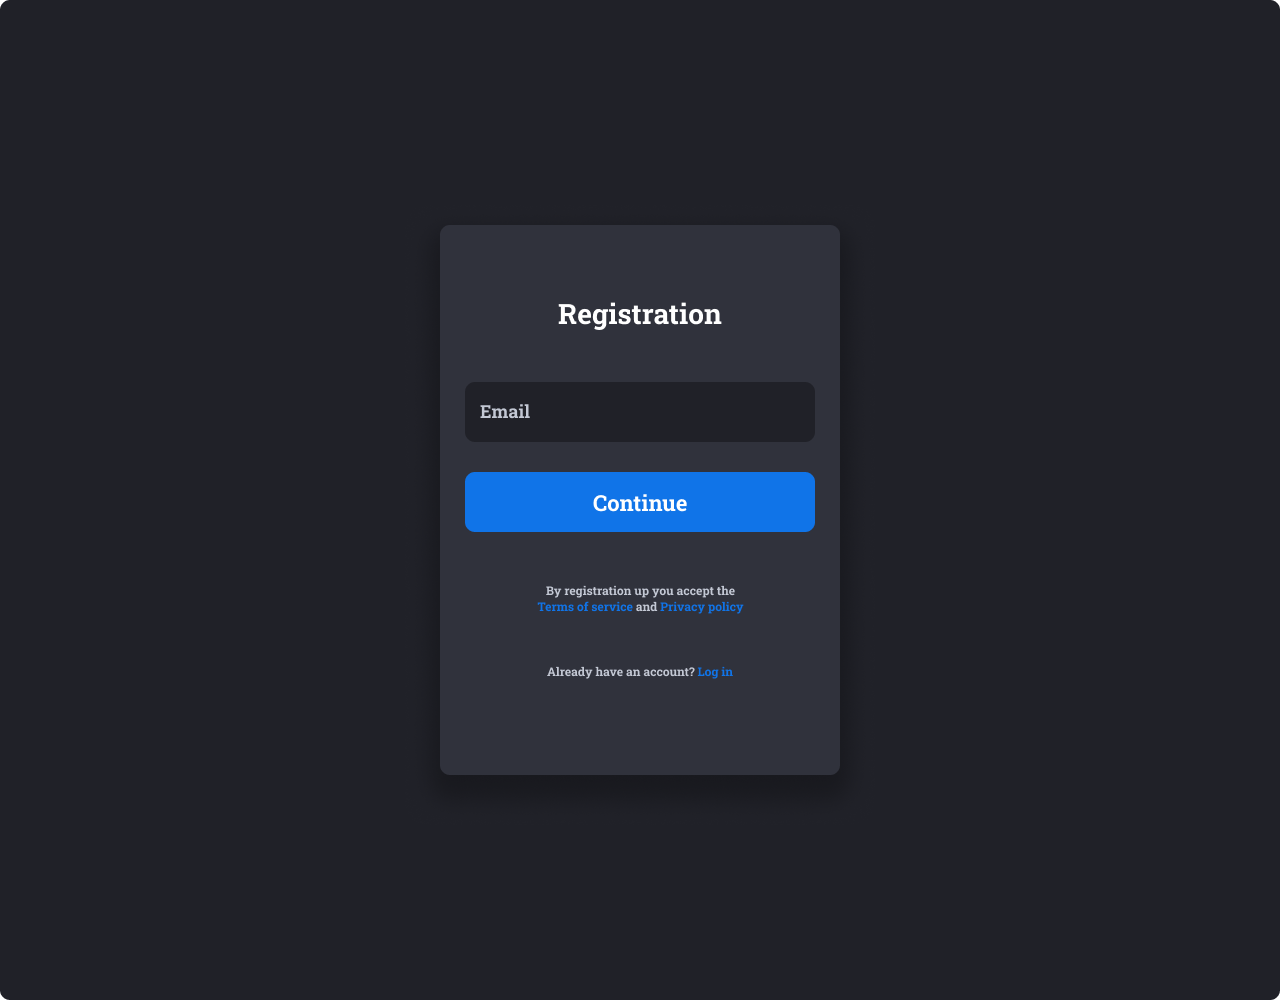 Registration
Email
Continue
By registration up you accept the
Terms of service and Privacy policy
Already have an account? Log in